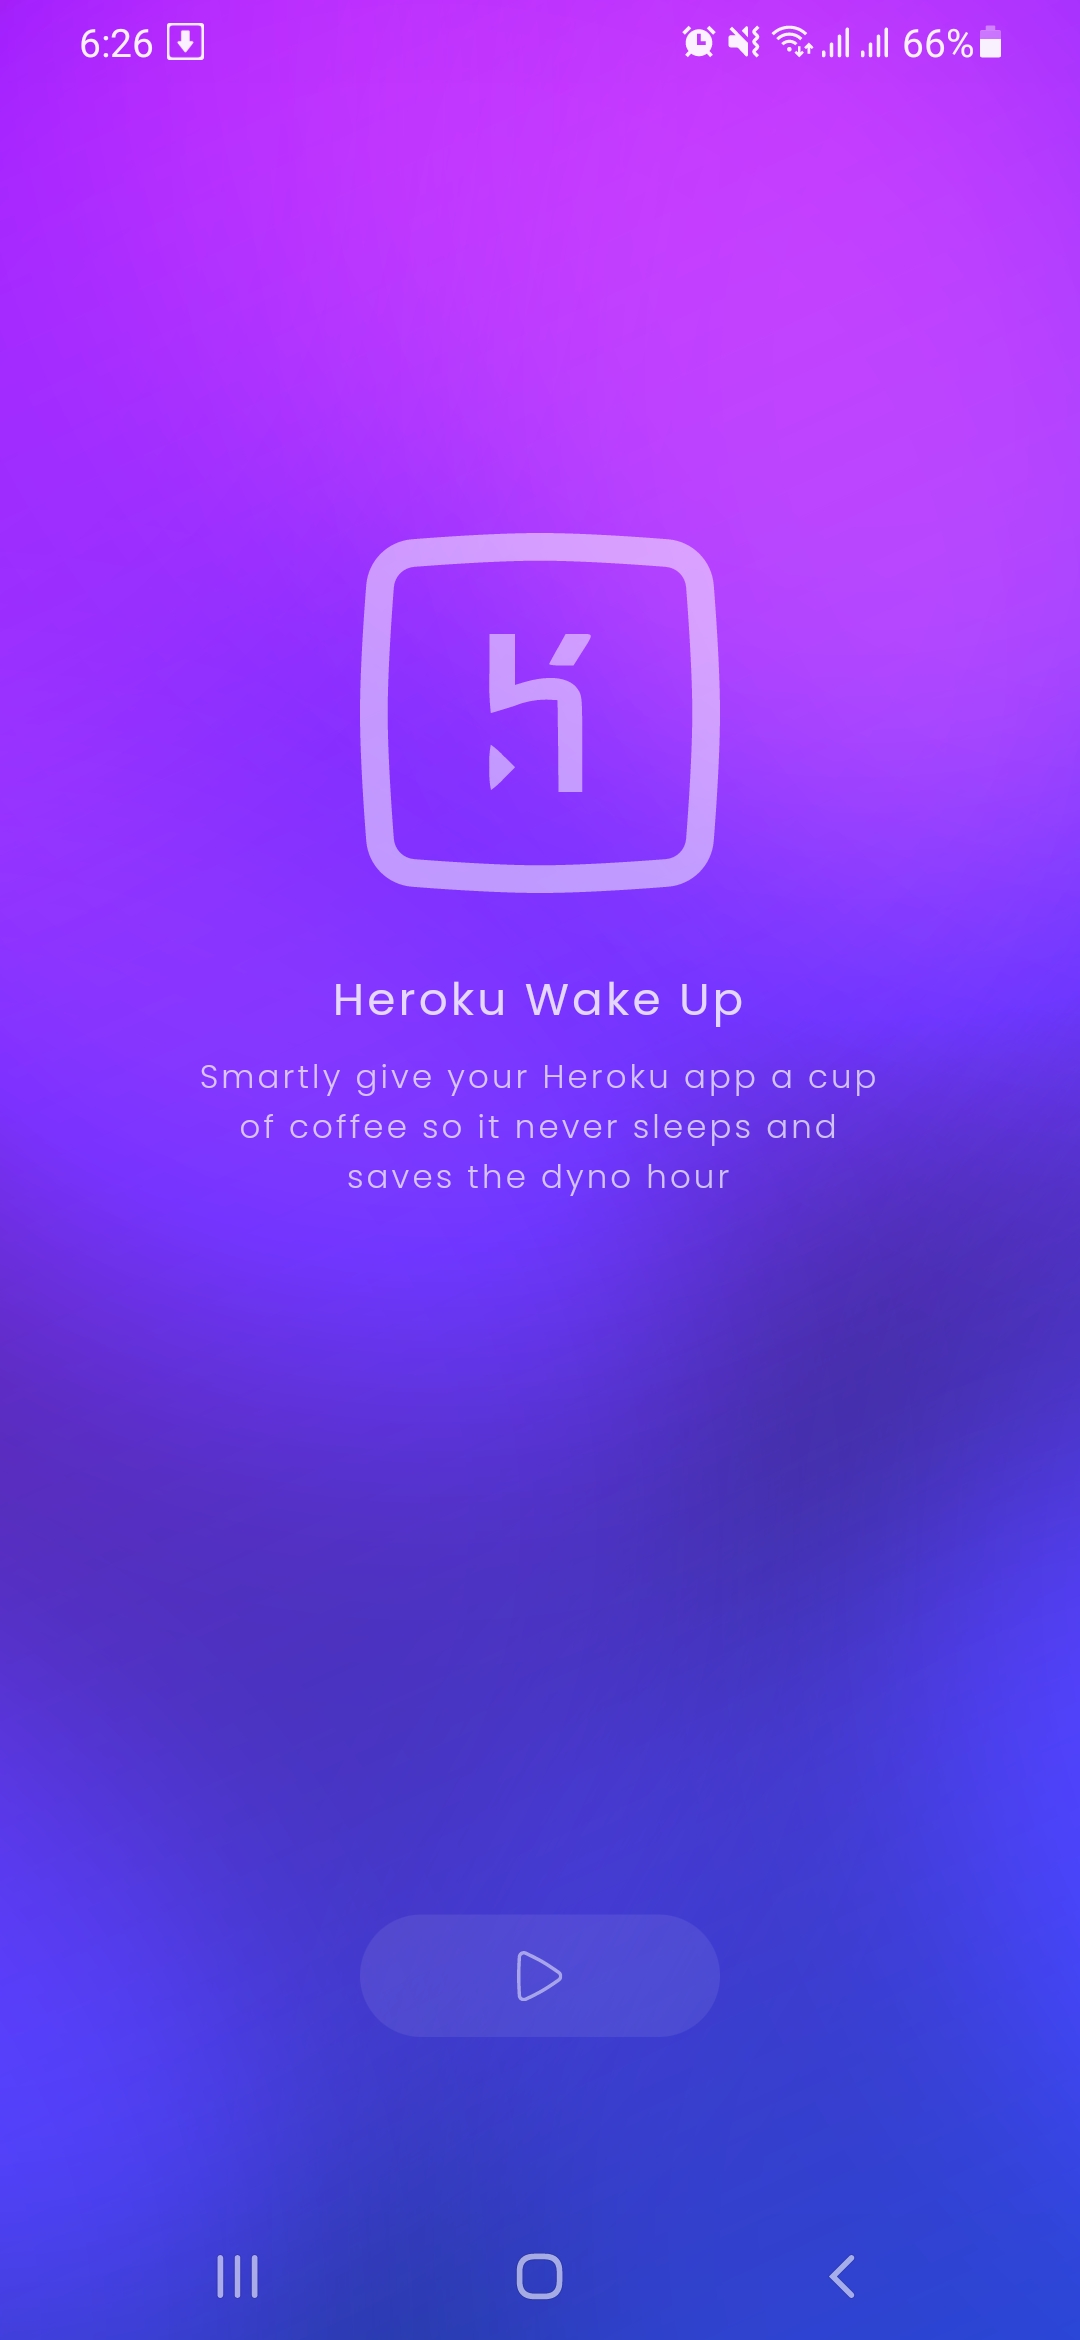 6:26 66%
Heroku Wake Up
Smartly give your Heroku app a cup
of coffee so it never sleeps and
saves the dyno hour